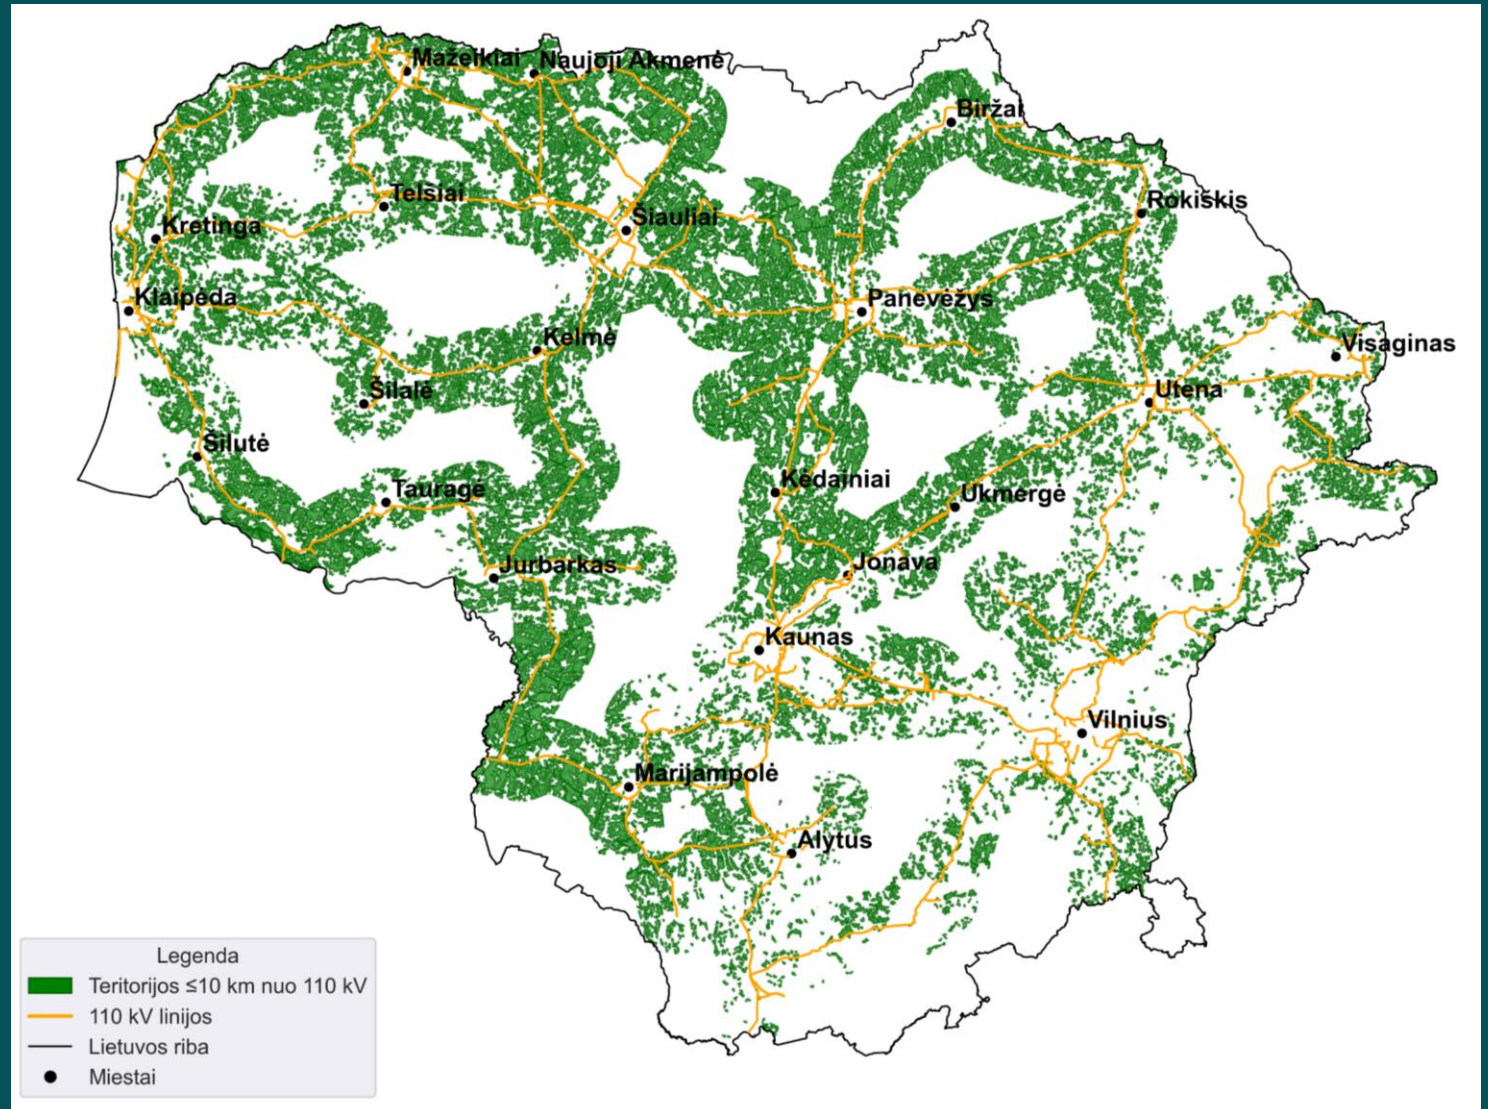 Mažeikiai
Naujoji Akmenė
Biržai
Telsiai
Rokiškis
Šiauliai
Kretinga
Klaipėda
Panevėžys
Kelmė
Visaginas
Šilalė
Utena
Šilutė
Tauragė
Kėdainiai
Ukmergė
Jurbarkas
Jonava
Kaunas
Vilnius
Marijampolė
Alytus
Legenda
Teritorijos ≤10 km nuo 110 kV
110 kV linijos
Lietuvos riba
Miestai